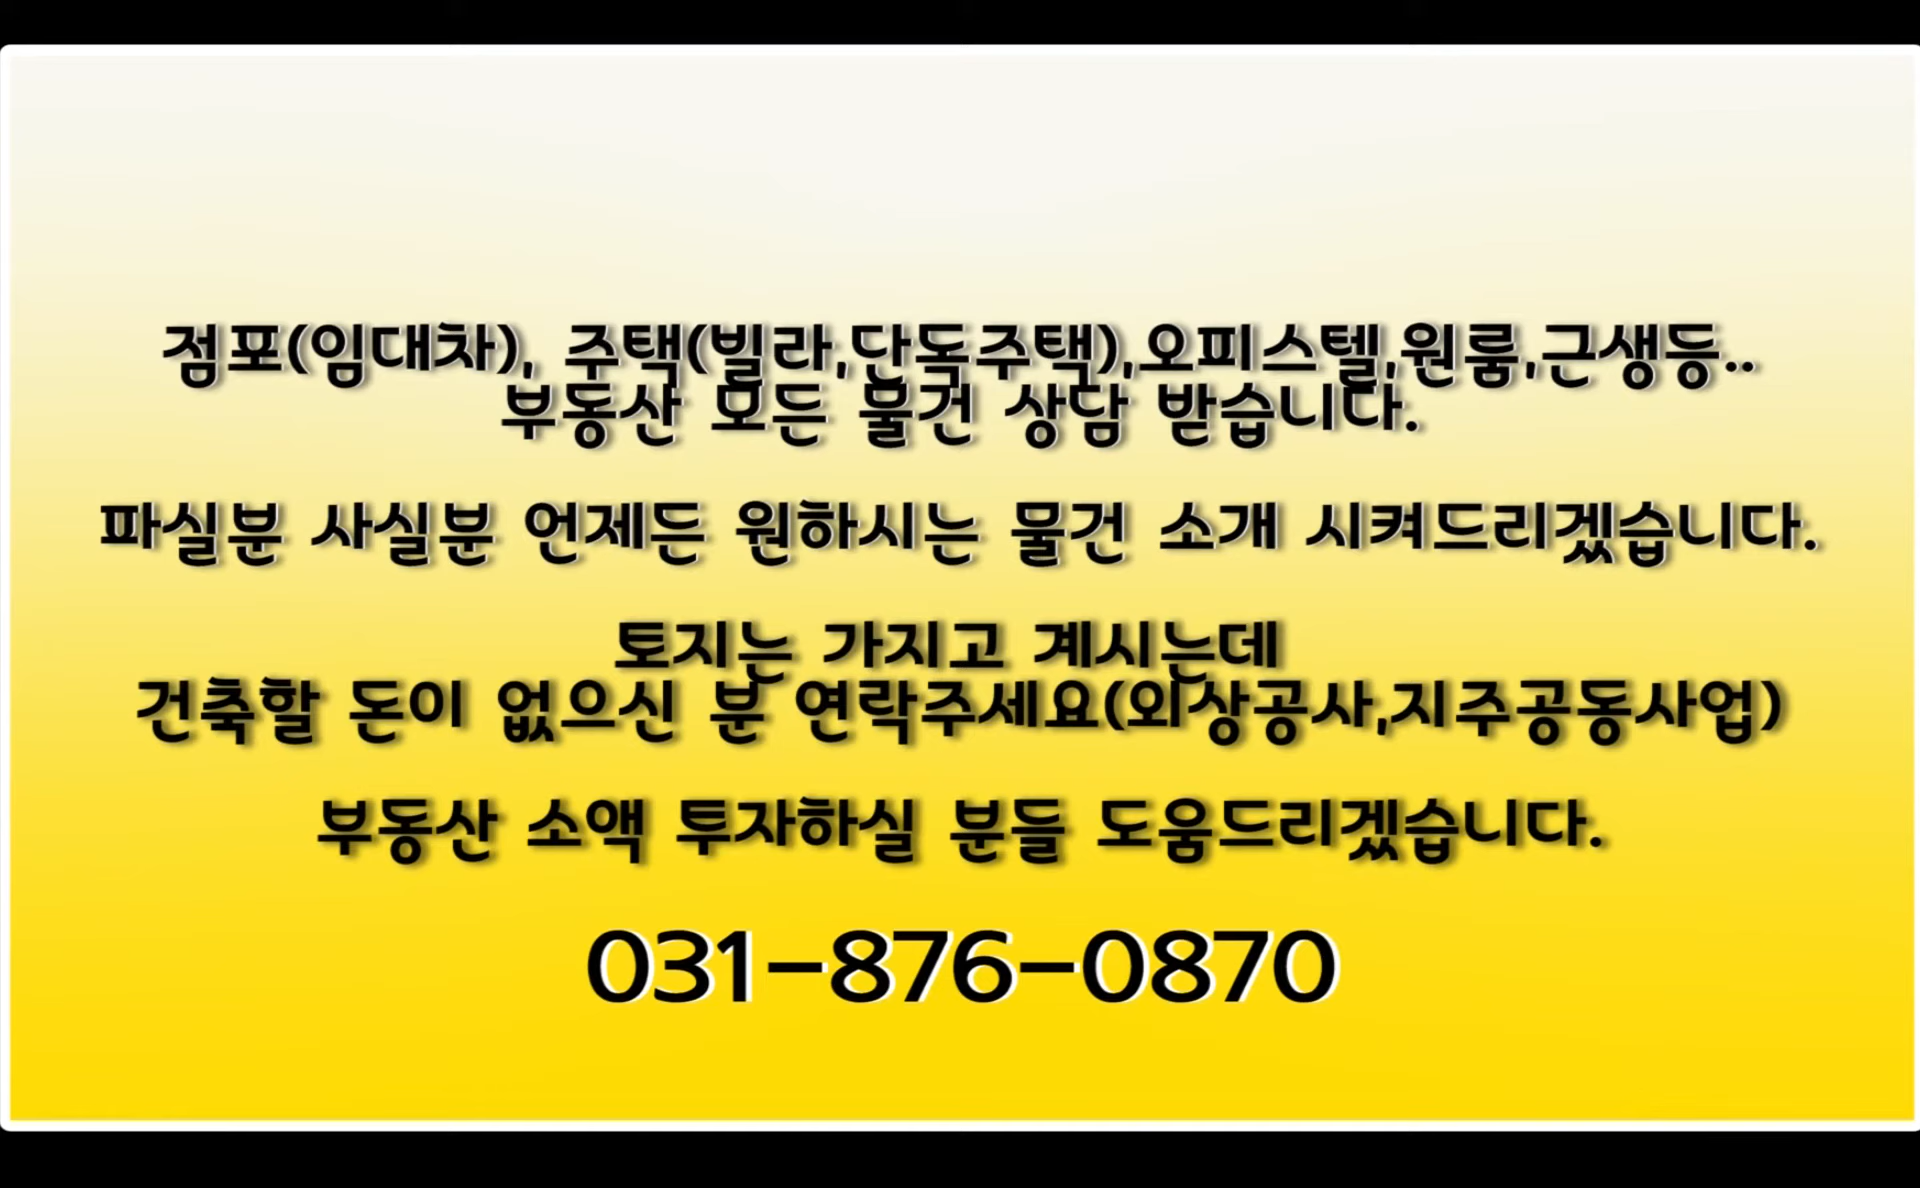 점포(임대차), 주택(빌라,단독주택),오피스텔,원룸,근생등..
부동산 모든 물건 상담 받습니다.
파실분 사실분 언제든 원하시는 물건 소개 시켜드리겠습니다.
토지는 가지고 계시는데
건축할 돈이 없으신 분 연락주세요(외상공사,지주공동사업)
부동산 소액 투자하실 분들 도움드리겠습니다.
031-876-0870